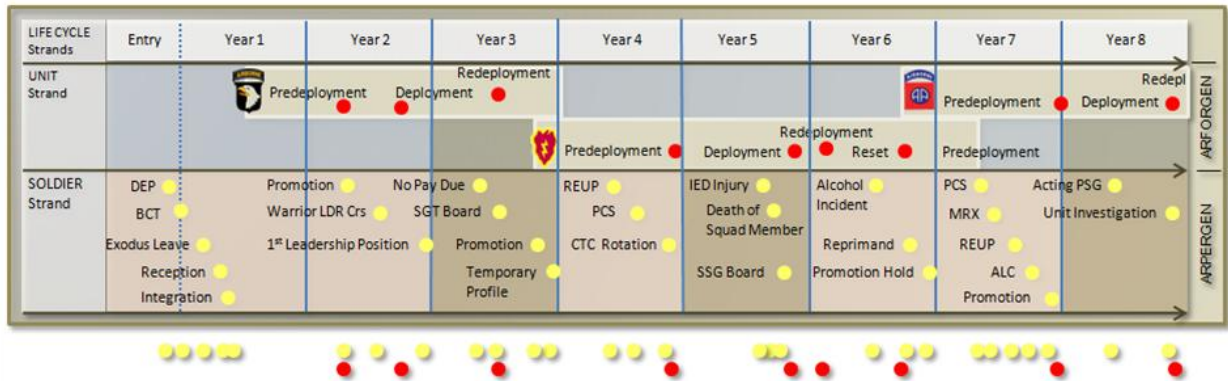 LIFE CYCLE Strands
Entry Year 1 Year 2 Year 3 Year 4 Year 5 Year 6 Year 7 Year 8
UNIT Strand
AIRBORNE
Predeployment Deployment Redeployment
Predeployment Deployment Redeployment Reset Predeployment
AIRBORNE
AA
Predeployment Deployment Redepl
ARFORGEN
SOLDIER Strand
DEP
BCT
Exodus Leave
Reception
Integration
Promotion
Warrior LDR Crs
1st Leadership Position
No Pay Due
SGT Board
Promotion
Temporary
Profile
REUP
PCS
CTC Rotation
IED Injury
Death of
Squad Member
SSG Board
Alcohol
Incident
Reprimand
Promotion Hold
PCS
MRX
REUP
ALC
Promotion
Acting PSG
Unit Investigation
ARPERGEN